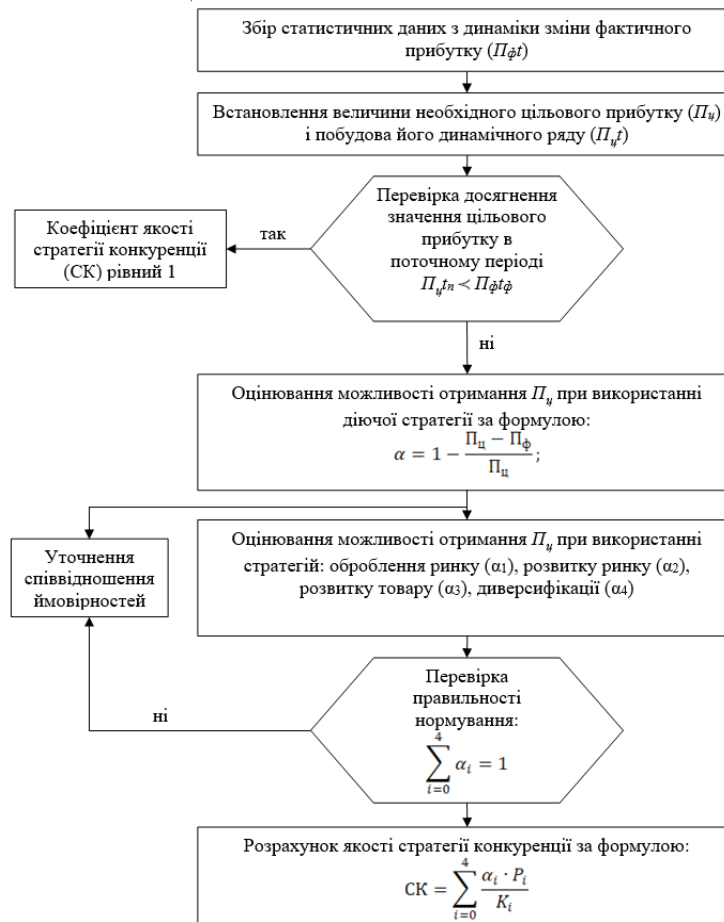 Збір статистичних даних з динаміки зміни фактичного
прибутку (Пфt)
Встановлення величини необхідного цільового прибутку (Пц)
і побудова його динамічного ряду (Пцt)
Перевірка досягнення
значення цільового
прибутку в
поточному періоді
Пцtп < Пфtф
так
Коефіцієнт якості
стратегії конкуренції
(СК) рівний 1
ні
Оцінювання можливості отримання Пц при використанні
діючої стратегії за формулою:
α = 1 − (Пц − Пф) / Пц;
Уточнення
співвідношення
ймовірностей
Оцінювання можливості отримання Пц при використанні
стратегій: оброблення ринку (α1), розвитку ринку (α2),
розвитку товару (α3), диверсифікації (α4)
Перевірка
правильності
нормування:
∑_{i=0}^{4} αi = 1
ні
Розрахунок якості стратегії конкуренції за формулою:
СК = ∑_{i=0}^{4} (αi · Pi) / Ki